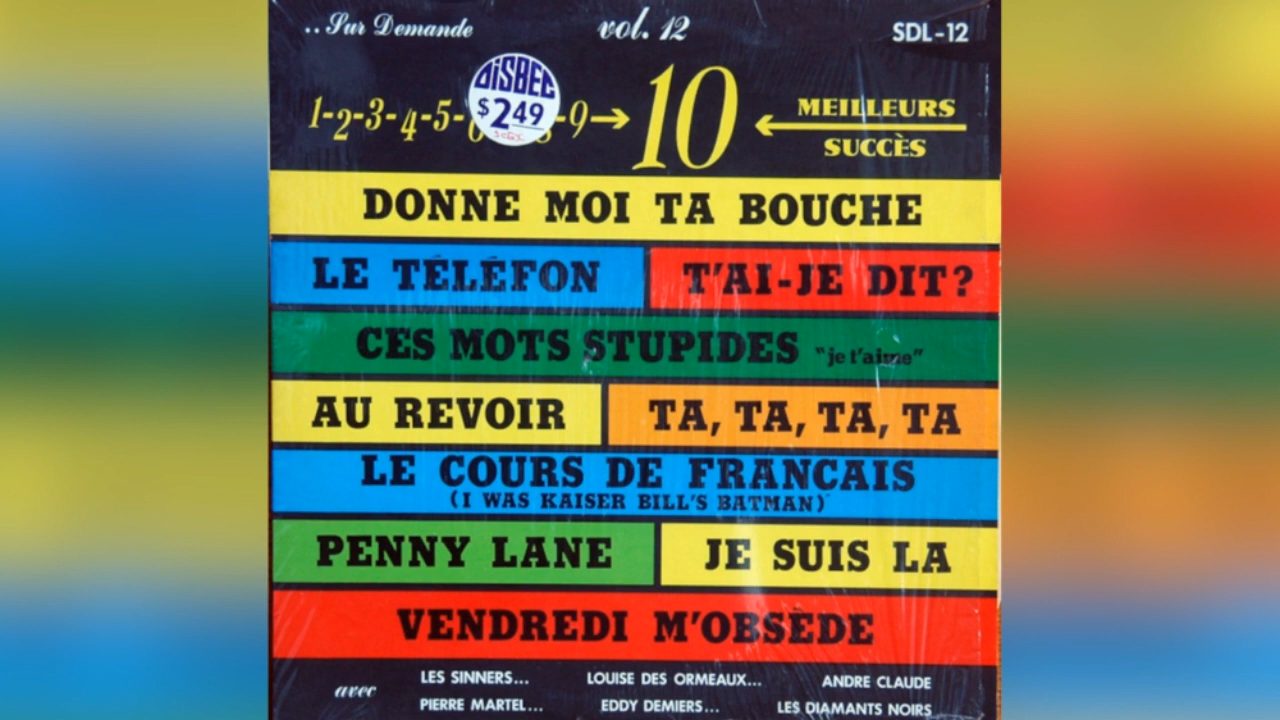 ..Sur Demande vol. 12 SDL-12
DISBEC
$2.49
1-2-3-4-5- -9→ 10 ← MEILLEURS
SUCCÈS
DONNE MOI TA BOUCHE
LE TÉLÉFON T'AI-JE DIT?
CES MOTS STUPIDES "je t'aime"
AU REVOIR TA, TA, TA, TA
LE COURS DE FRANCAIS
(I WAS KAISER BILL'S BATMAN)
PENNY LANE JE SUIS LA
VENDREDI M'OBSÈDE
avec LES SINNERS... LOUISE DES ORMEAUX... ANDRE CLAUDE
PIERRE MARTEL... EDDY DEMIERS... LES DIAMANTS NOIRS